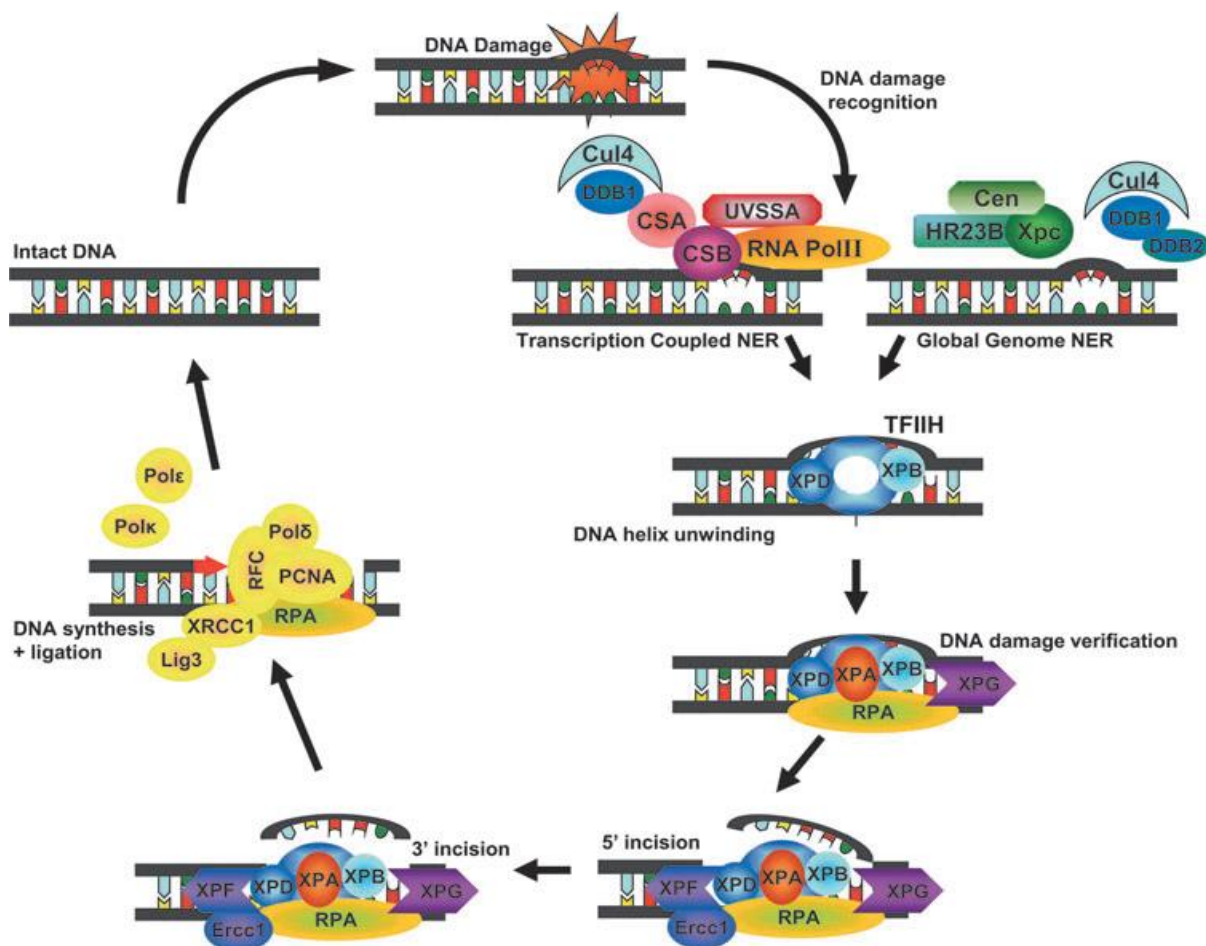 DNA Damage
DNA damage
recognition
Cul4
DDB1
CSA
UVSSA
CSB
RNA PolII
Cen
HR23B
Xpc
Cul4
DDB1
DDB2
Intact DNA
Transcription Coupled NER
Global Genome NER
TFIIH
XPD
XPB
DNA helix unwinding
DNA damage verification
XPD
XPA
XPB
XPG
RPA
5' incision
XPF
XPD
XPA
XPB
XPG
RPA
Ercc1
3' incision
XPF
XPD
XPA
XPB
XPG
RPA
Ercc1
Polε
Polκ
Polδ
RFC
PCNA
RPA
XRCC1
Lig3
DNA synthesis
+ ligation